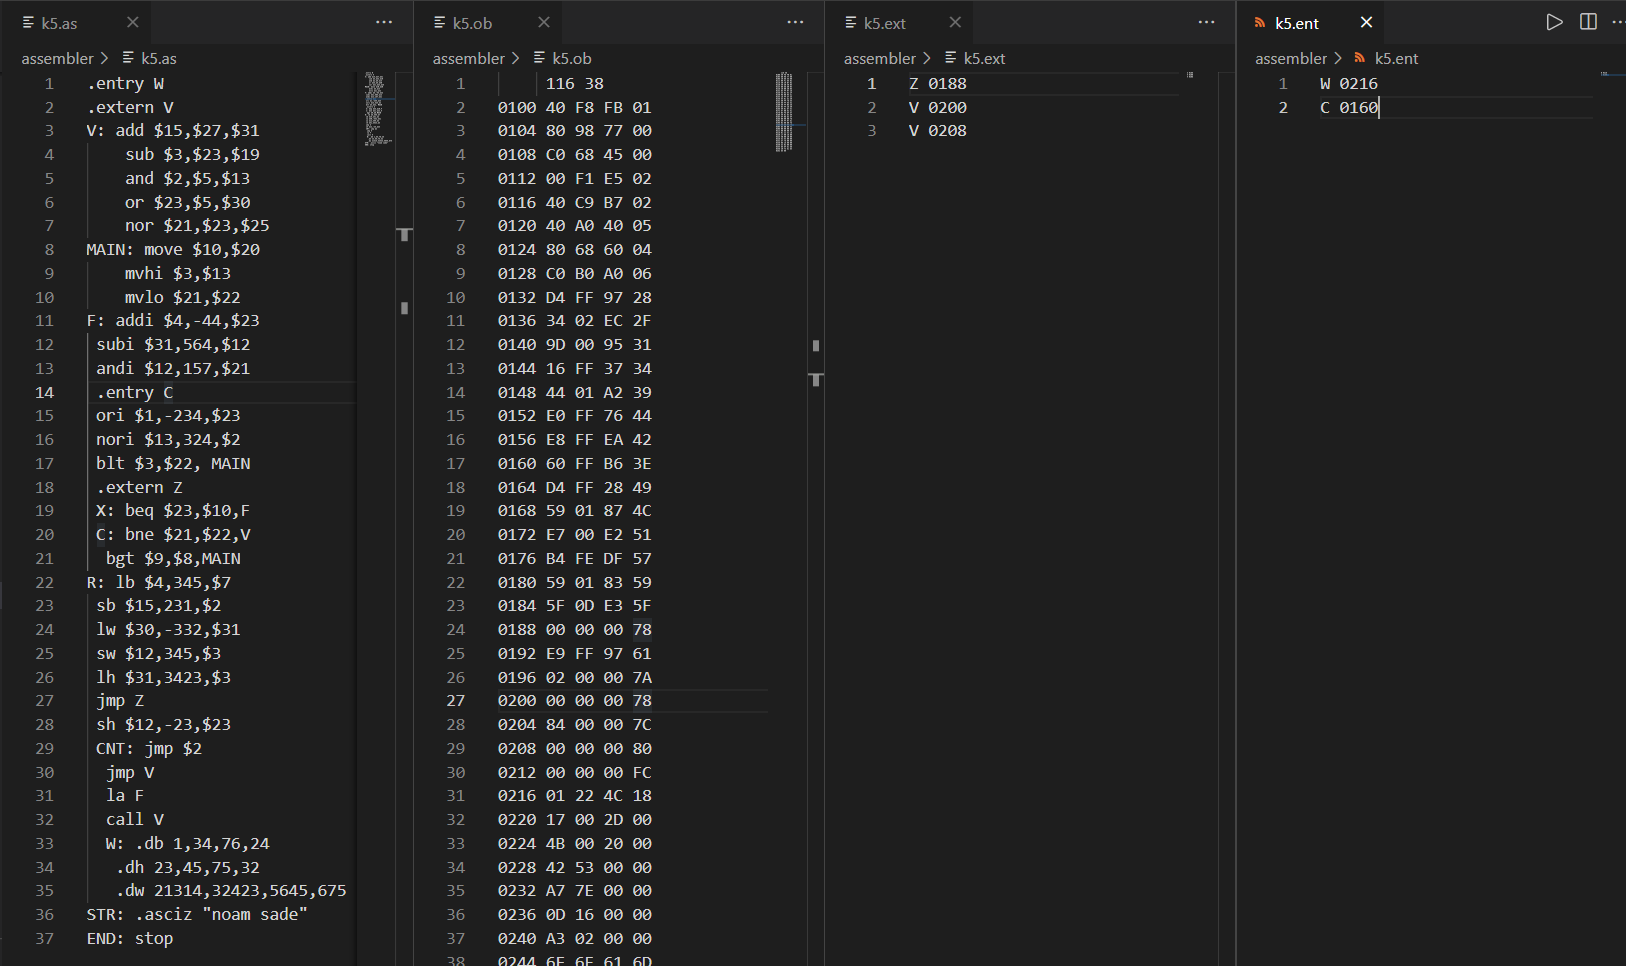 k5.as
assembler > k5.as
1 .entry W
2 .extern V
3 V: add $15,$27,$31
4 sub $3,$23,$19
5 and $2,$5,$13
6 or $23,$5,$30
7 nor $21,$23,$25
8 MAIN: move $10,$20
9 mvhi $3,$13
10 mvlo $21,$22
11 F: addi $4,-44,$23
12 subi $31,564,$12
13 andi $12,157,$21
14 .entry C
15 ori $1,-234,$23
16 nori $13,324,$2
17 blt $3,$22, MAIN
18 .extern Z
19 X: beq $23,$10,F
20 C: bne $21,$22,V
21 bgt $9,$8,MAIN
22 R: lb $4,345,$7
23 sb $15,231,$2
24 lw $30,-332,$31
25 sw $12,345,$3
26 lh $31,3423,$3
27 jmp Z
28 sh $12,-23,$23
29 CNT: jmp $2
30 jmp V
31 la F
32 call V
33 W: .db 1,34,76,24
34 .dh 23,45,75,32
35 .dw 21314,32423,5645,675
36 STR: .asciz "noam sade"
37 END: stop
k5.ob
assembler > k5.ob
1 116 38
2 0100 40 F8 FB 01
3 0104 80 98 77 00
4 0108 C0 68 45 00
5 0112 00 F1 E5 02
6 0116 40 C9 B7 02
7 0120 40 A0 40 05
8 0124 80 68 60 04
9 0128 C0 B0 A0 06
10 0132 D4 FF 97 28
11 0136 34 02 EC 2F
12 0140 9D 00 95 31
13 0144 16 FF 37 34
14 0148 44 01 A2 39
15 0152 E0 FF 76 44
16 0156 E8 FF EA 42
17 0160 60 FF B6 3E
18 0164 D4 FF 28 49
19 0168 59 01 87 4C
20 0172 E7 00 E2 51
21 0176 B4 FE DF 57
22 0180 59 01 83 59
23 0184 5F 0D E3 5F
24 0188 00 00 00 78
25 0192 E9 FF 97 61
26 0196 02 00 00 7A
27 0200 00 00 00 78
28 0204 84 00 00 7C
29 0208 00 00 00 80
30 0212 00 00 00 FC
31 0216 01 22 4C 18
32 0220 17 00 2D 00
33 0224 4B 00 20 00
34 0228 42 53 00 00
35 0232 A7 7E 00 00
36 0236 0D 16 00 00
37 0240 A3 02 00 00
38 0244 6E 6F 61 6D
k5.ext
assembler > k5.ext
1 Z 0188
2 V 0200
3 V 0208
k5.ent
assembler > k5.ent
1 W 0216
2 C 0160